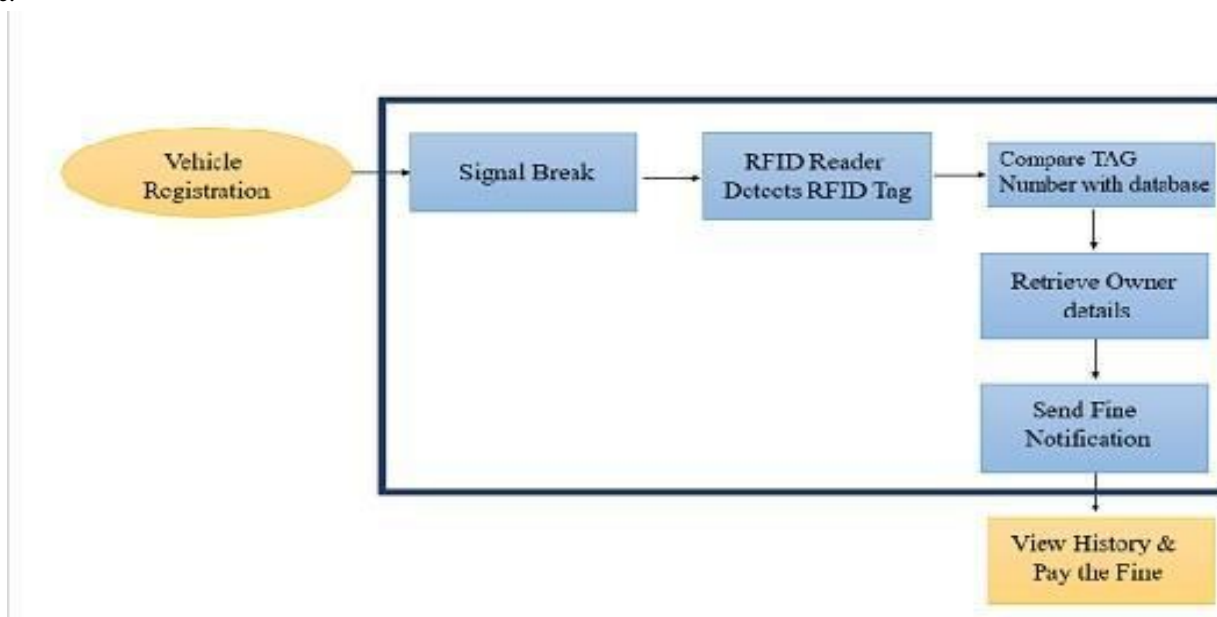 Vehicle
Registration
Signal Break
RFID Reader
Detects RFID Tag
Compare TAG
Number with database
Retrieve Owner
details
Send Fine
Notification
View History &
Pay the Fine